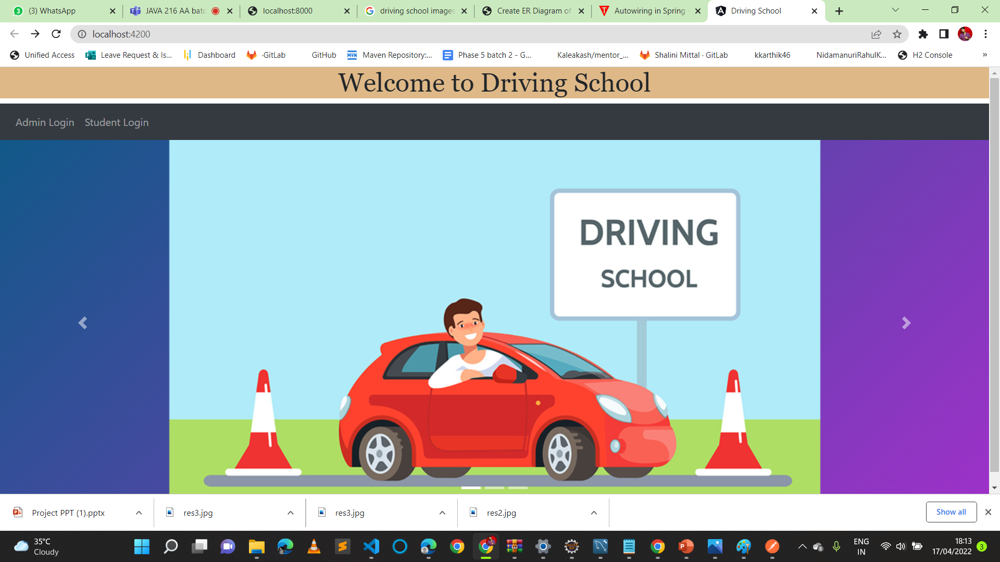 (3) WhatsApp
JAVA 216 AA batc
localhost:8000
driving school images
Create ER Diagram of
Autowiring in Spring
Driving School
localhost:4200
Unified Access
Leave Request & Is...
Dashboard
·GitLab
GitHub
Maven Repository:...
Phase 5 batch 2 - G...
Kaleakash/mentor_...
Shalini Mittal · GitLab
kkarthik46
NidamanuriRahulK...
H2 Console
»
Welcome to Driving School
Admin Login Student Login
DRIVING
SCHOOL
Project PPT (1).pptx
res3.jpg
res3.jpg
res2.jpg
Show all
35°C
Cloudy
ENG
IN
18:13
17/04/2022
3